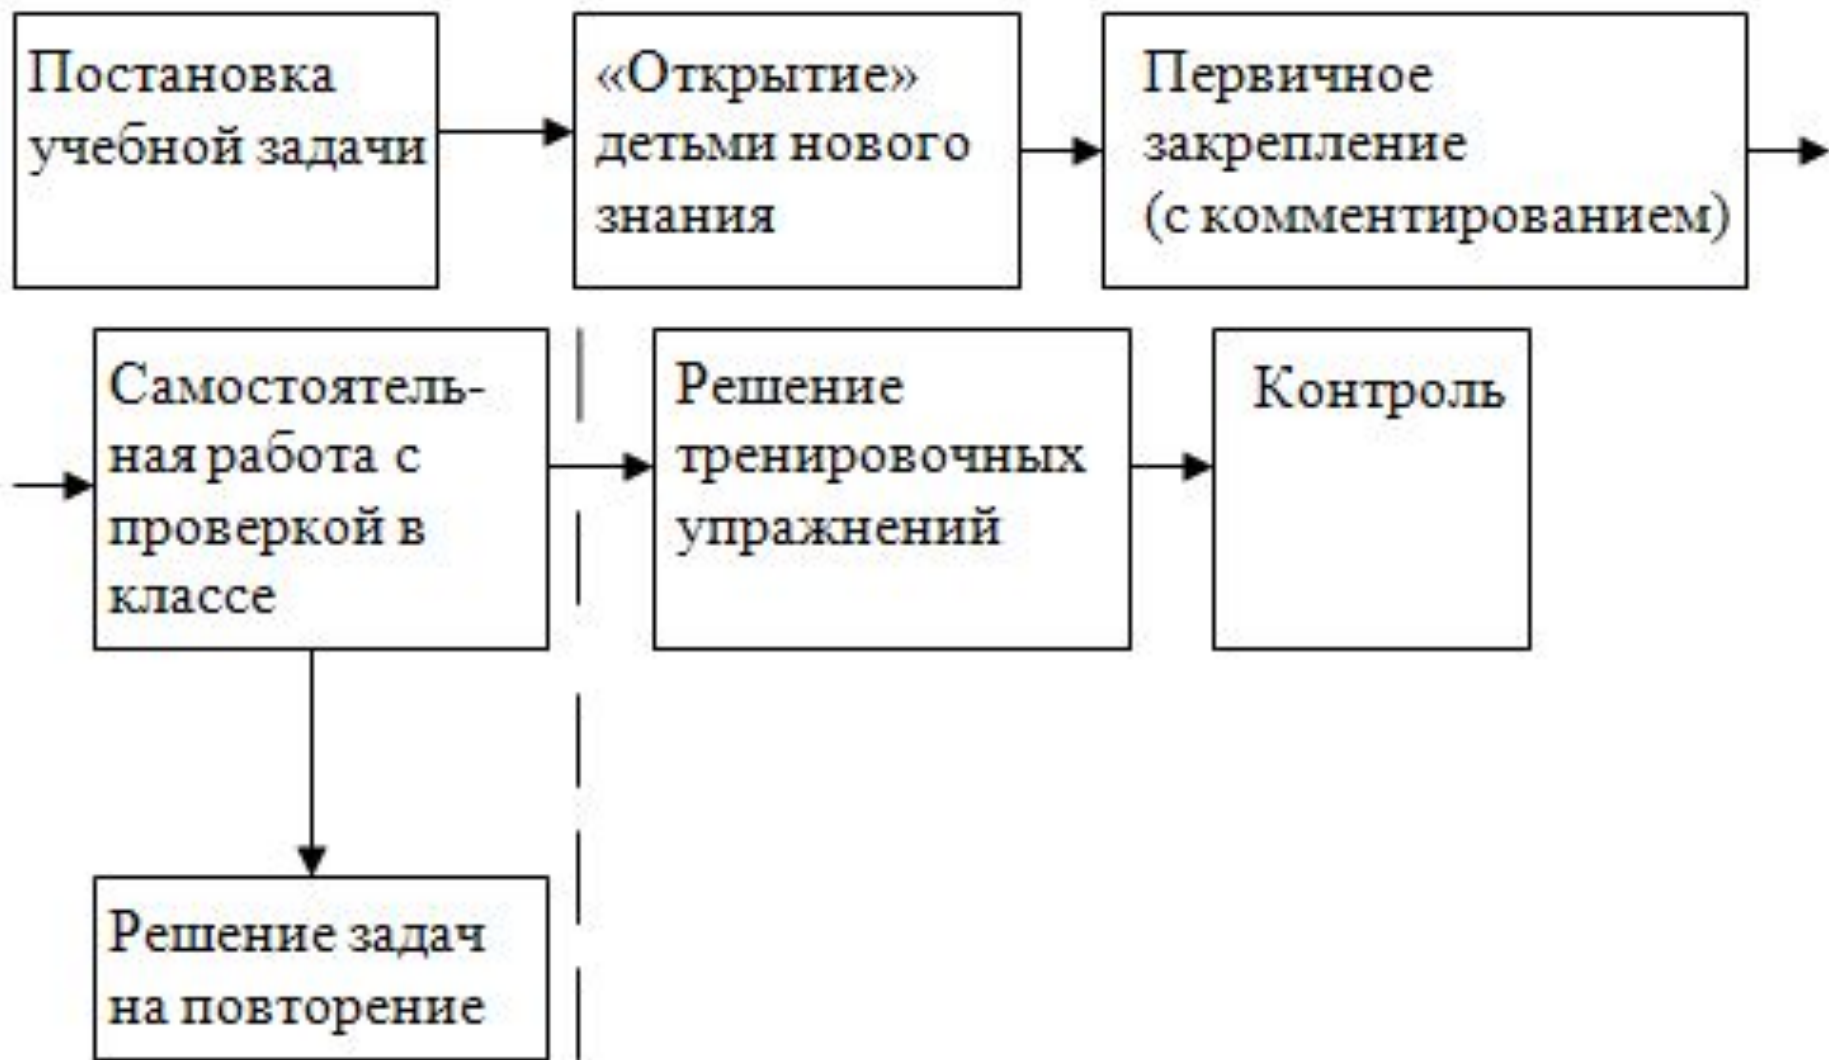 Постановка
учебной задачи
«Открытие»
детьми нового
знания
Первичное
закрепление
(с комментированием)
Самостоятель-
ная работа с
проверкой в
классе
Решение
тренировочных
упражнений
Контроль
Решение задач
на повторение